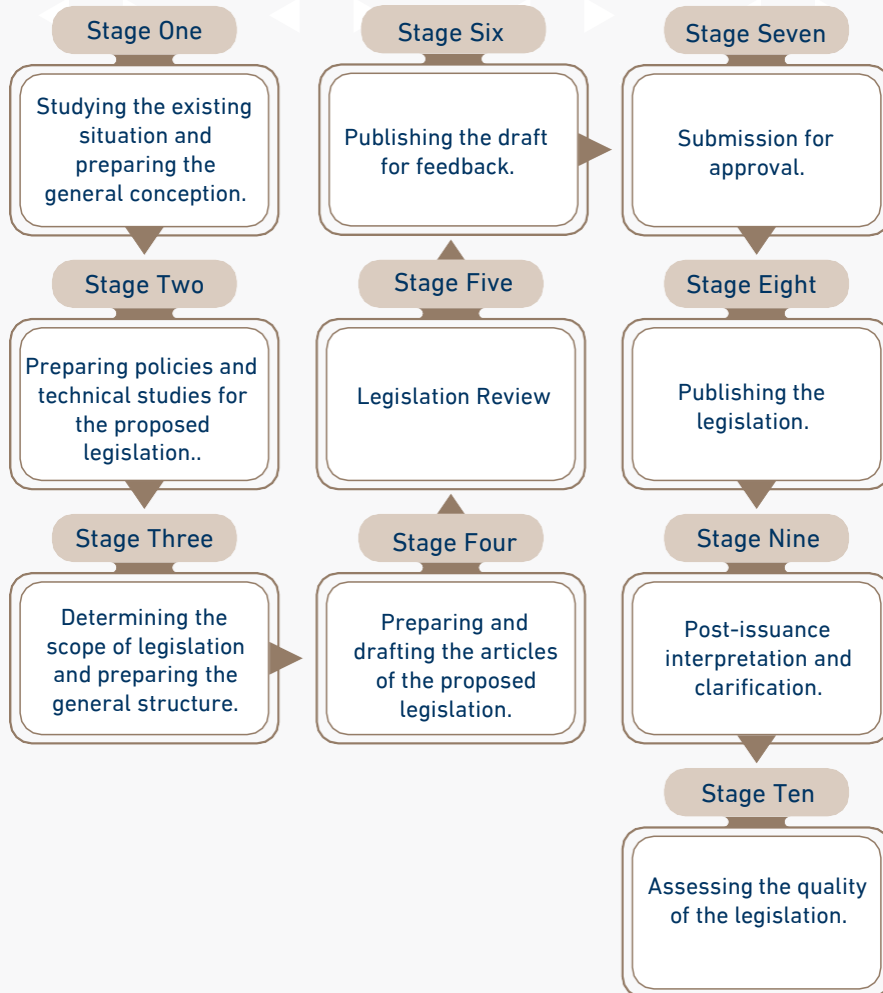 Stage One
Studying the existing
situation and
preparing the
general conception.
Stage Two
Preparing policies and
technical studies for
the proposed
legislation..
Stage Three
Determining the
scope of legislation
and preparing the
general structure.
Stage Four
Preparing and
drafting the articles
of the proposed
legislation.
Stage Five
Legislation Review
Stage Six
Publishing the draft
for feedback.
Stage Seven
Submission for
approval.
Stage Eight
Publishing the
legislation.
Stage Nine
Post-issuance
interpretation and
clarification.
Stage Ten
Assessing the quality
of the legislation.